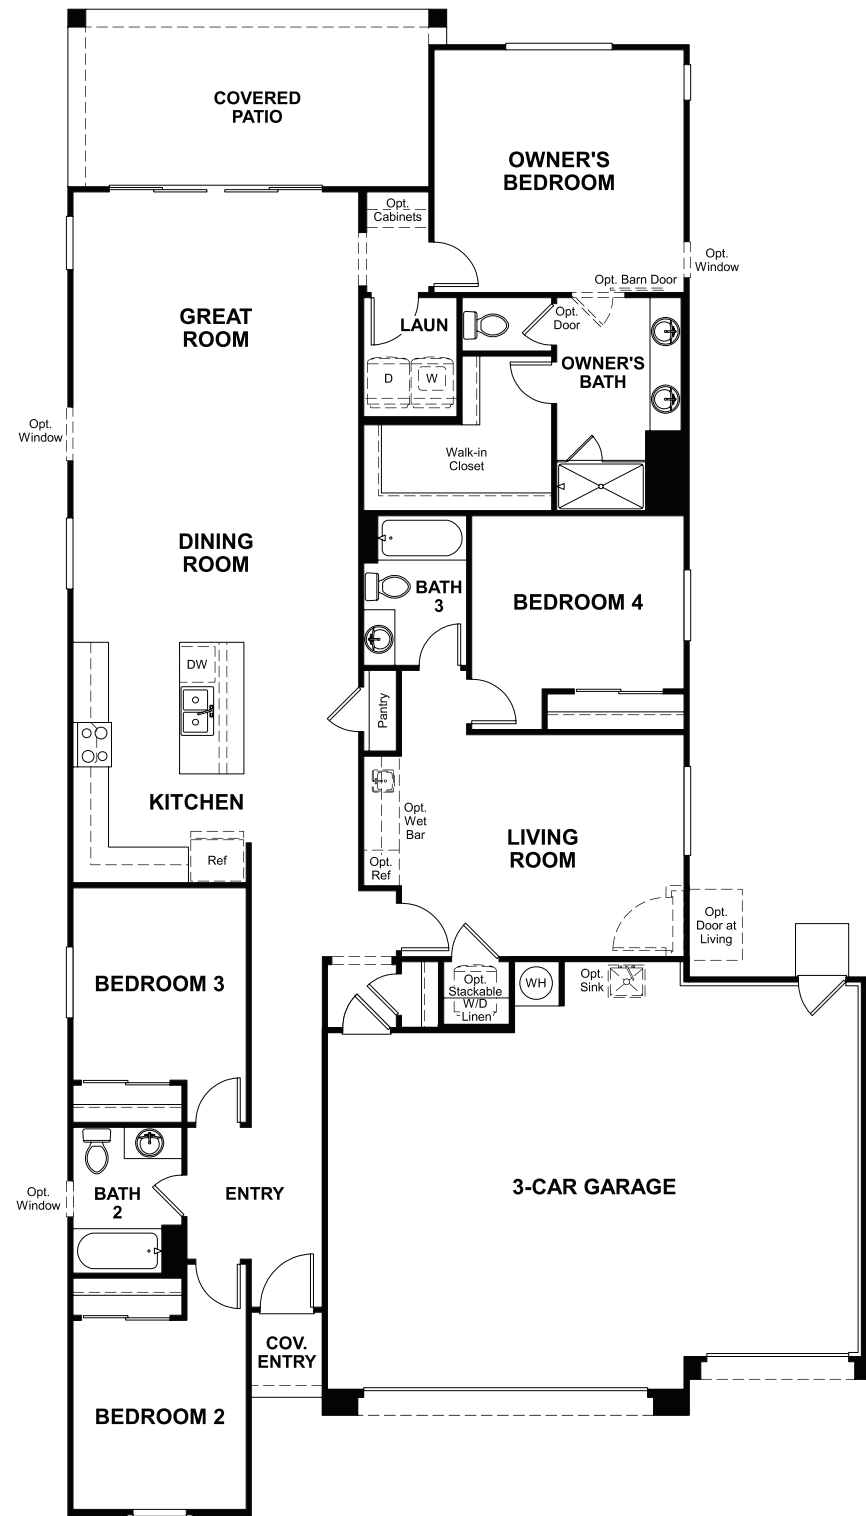 COVERED
PATIO
OWNER'S
BEDROOM
Opt.
Cabinets
Opt.
Window
Opt. Barn Door
GREAT
ROOM
LAUN
Opt.
Door
OWNER'S
BATH
D
W
Opt.
Window
Walk-in
Closet
DINING
ROOM
BATH
3
BEDROOM 4
DW
Pantry
KITCHEN
Opt.
Wet
Bar
LIVING
ROOM
Ref
Opt.
Ref
Opt.
Door at
Living
BEDROOM 3
Opt.
Stackable
W/D
Linen
WH
Opt.
Sink
Opt.
Window
BATH
2
ENTRY
3-CAR GARAGE
COV.
ENTRY
BEDROOM 2